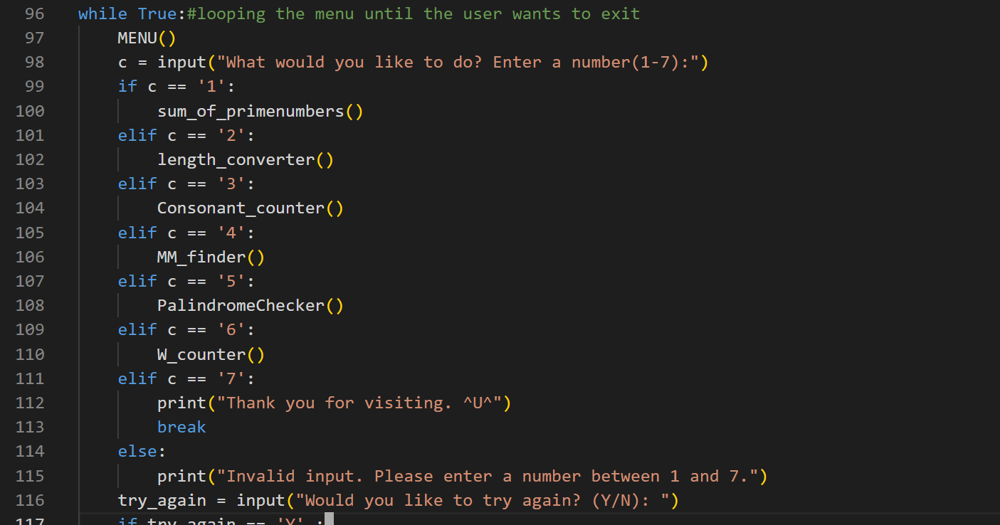 96 while True:#looping the menu until the user wants to exit
97 MENU()
98 c = input("What would you like to do? Enter a number(1-7):")
99 if c == '1':
100 sum_of_primenumbers()
101 elif c == '2':
102 length_converter()
103 elif c == '3':
104 Consonant_counter()
105 elif c == '4':
106 MM_finder()
107 elif c == '5':
108 PalindromeChecker()
109 elif c == '6':
110 W_counter()
111 elif c == '7':
112 print("Thank you for visiting. ^U^")
113 break
114 else:
115 print("Invalid input. Please enter a number between 1 and 7.")
116 try_again = input("Would you like to try again? (Y/N): ")
117 if try_again == 'Y' :